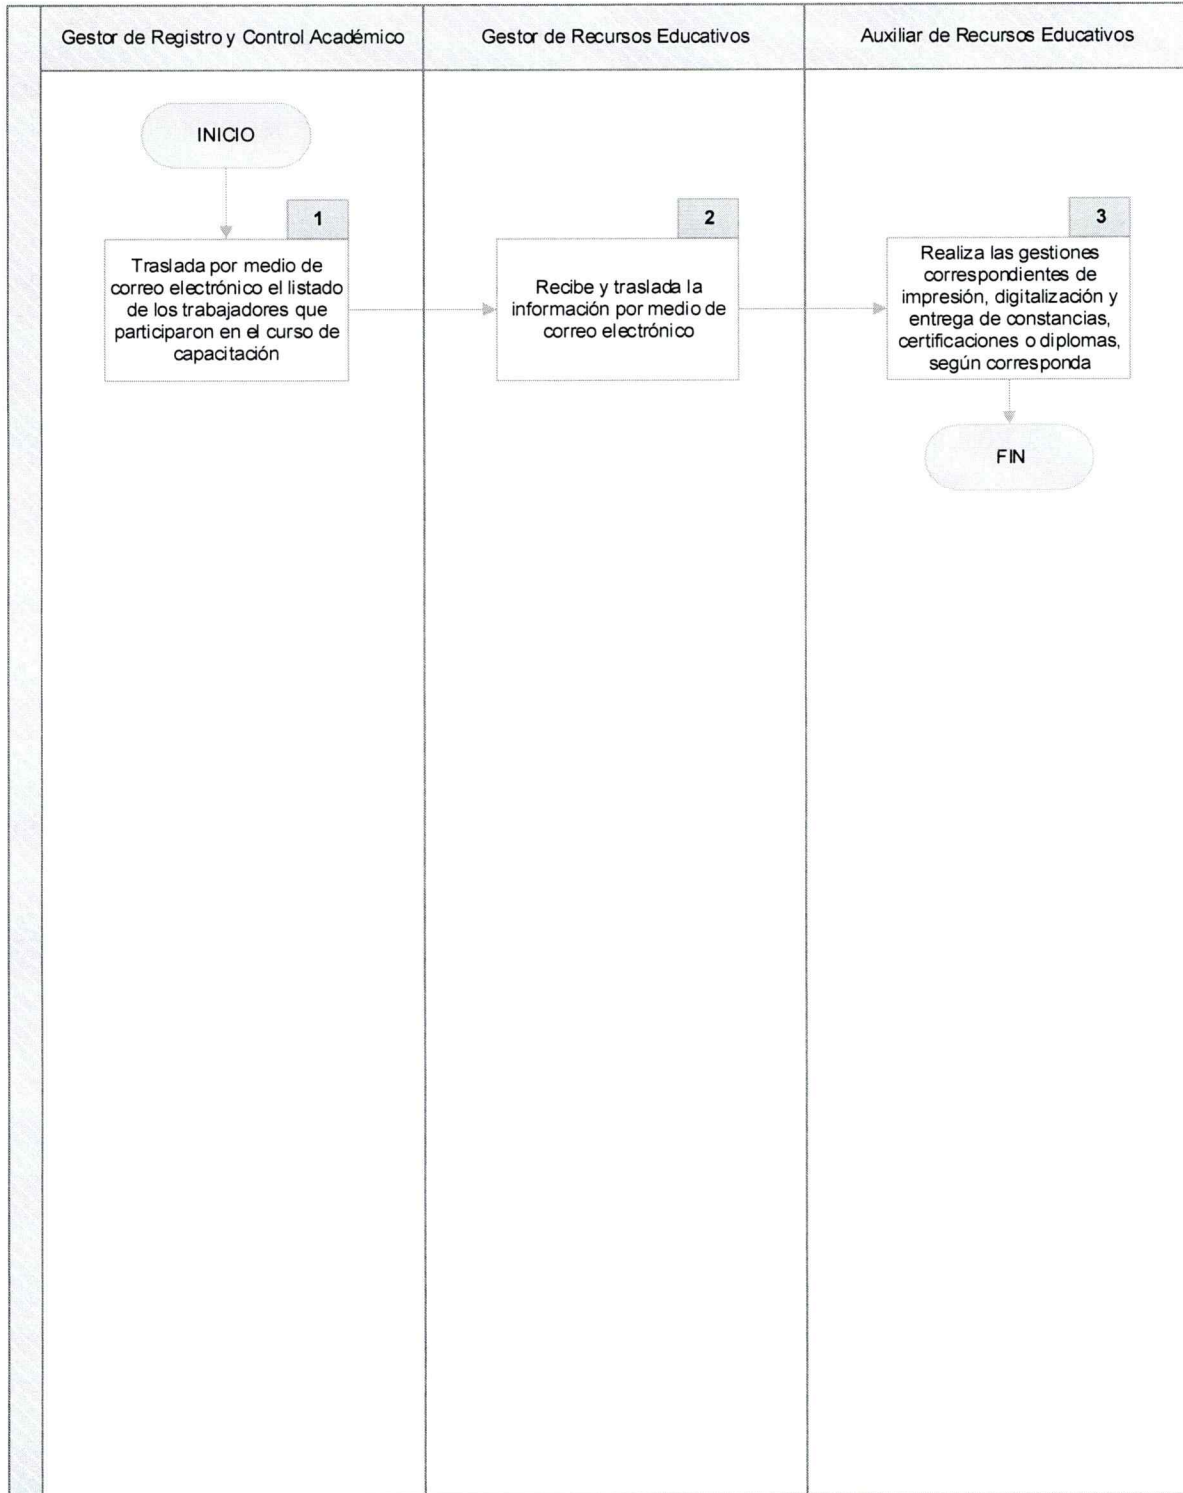 Gestor de Registro y Control Académico
Gestor de Recursos Educativos
Auxiliar de Recursos Educativos
INICIO
1
Traslada por medio de
correo electrónico el listado
de los trabajadores que
participaron en el curso de
capacitación
2
Recibe y traslada la
información por medio de
correo electrónico
3
Realiza las gestiones
correspondientes de
impresión, digitalización y
entrega de constancias,
certificaciones o diplomas,
según corresponda
FIN